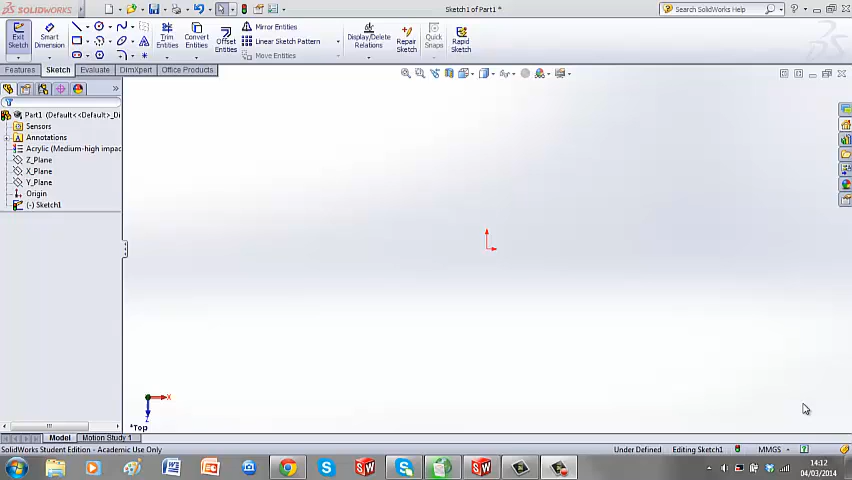 SOLIDWORKS
Sketch1 of Part1 *
Search SolidWorks Help
Exit Sketch
Smart Dimension
Trim Entities
Convert Entities
Offset Entities
Mirror Entities
Linear Sketch Pattern
Move Entities
Display/Delete Relations
Repair Sketch
Quick Snaps
Rapid Sketch
Features Sketch Evaluate DimXpert Office Products
Part1 (Default<<Default>_Di
Sensors
Annotations
Acrylic (Medium-high impac
Z_Plane
X_Plane
Y_Plane
Origin
(-) Sketch1
X
Z
*Top
Model Motion Study 1
SolidWorks Student Edition - Academic Use Only
Under Defined Editing Sketch1 MMGS
14:12
04/03/2014